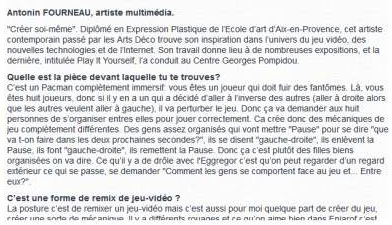 Antonin FOURNEAU, artiste multimédia.
"Créer soi-même". Diplômé en Expression Plastique de l'Ecole d'art d'Aix-en-Provence, cet artiste
contemporain passé par les Arts Déco trouve son inspiration dans l'univers du jeu vidéo, des
nouvelles technologies et de l'Internet. Son travail donne lieu à de nombreuses expositions, et la
dernière, intitulée Play It Yourself, l'a conduit au Centre Georges Pompidou.
Quelle est la pièce devant laquelle tu te trouves?
C'est un Pacman complètement immersif: vous êtes un joueur qui doit fuir des fantômes. Là, vous
êtes huit joueurs, donc si il y en a un qui a décidé d'aller à l'inverse des autres (aller à droite alors
que les autres veulent aller à gauche), il va perturber le jeu. Donc ça va demander aux huit
personnes de s'organiser entres elles pour jouer correctement. Ca crée donc des mécaniques de
jeu complètement différentes. Des gens assez organisés qui vont mettre "Pause" pour se dire "que
va t-on faire dans les deux prochaines secondes?", ils se disent "gauche-droite", ils enlèvent la
Pause, ils font "gauche-droite", ils remettent la Pause. Donc ça c'est plutôt des filles biens
organisées on va dire. Ce qu'il y a de drôle avec l'Eggregor c'est qu'on peut regarder d'un regard
extérieur ce qui se passe, se demander "Comment les gens se comportent face au jeu et... Entre
eux?".
C'est une forme de remix de jeu-vidéo ?
La posture c'est de remixer un jeu-vidéo mais c'est aussi pour moi quelque part de créer du jeu,
créer une sorte de mécanique. Il y a différents rouages et ce qu'on aime bien dans Eniarof c'est